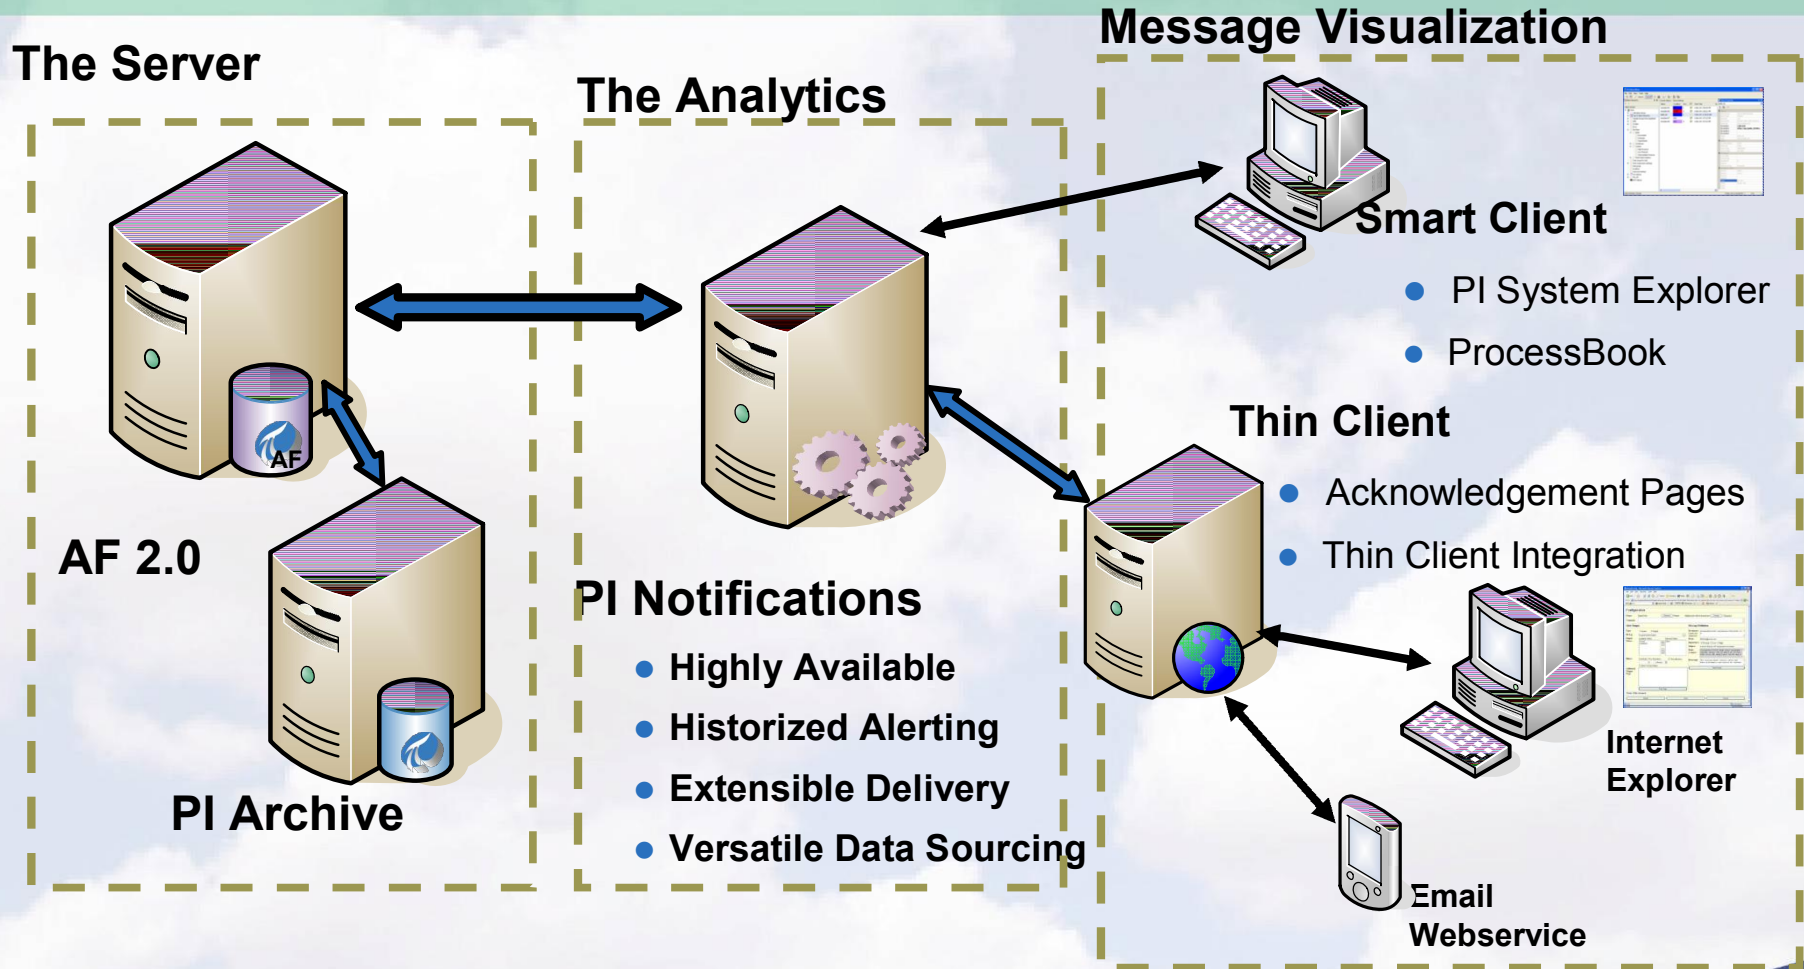 Message Visualization
The Server
The Analytics
Smart Client
PI System Explorer
ProcessBook
Thin Client
Acknowledgement Pages
Thin Client Integration
AF
AF 2.0
PI Archive
PI Notifications
Highly Available
Historized Alerting
Extensible Delivery
Versatile Data Sourcing
Internet
Explorer
Email
Webservice